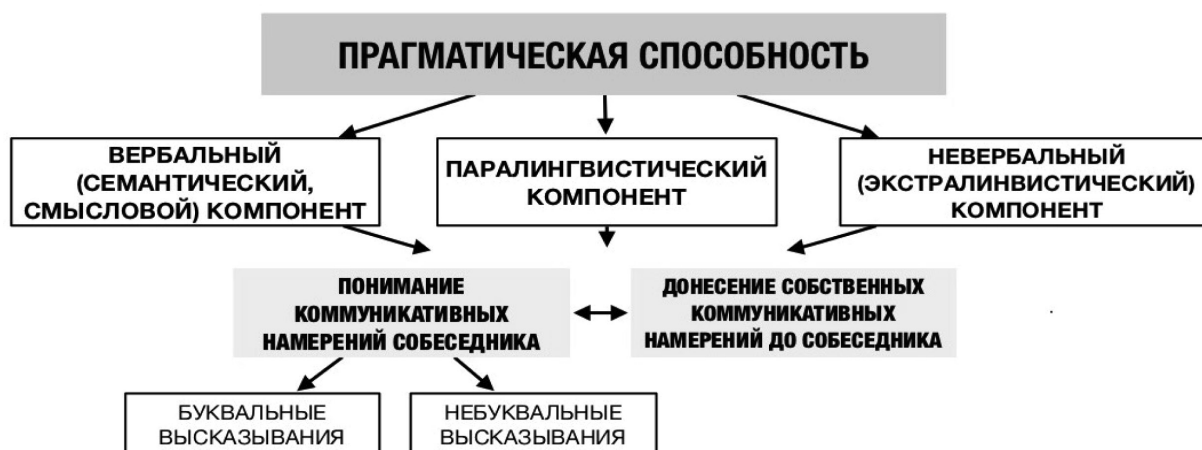 ПРАГМАТИЧЕСКАЯ СПОСОБНОСТЬ
ВЕРБАЛЬНЫЙ
(СЕМАНТИЧЕСКИЙ,
СМЫСЛОВОЙ) КОМПОНЕНТ
ПАРАЛИНГВИСТИЧЕСКИЙ
КОМПОНЕНТ
НЕВЕРБАЛЬНЫЙ
(ЭКСТРАЛИНВИСТИЧЕСКИЙ)
КОМПОНЕНТ
ПОНИМАНИЕ
КОММУНИКАТИВНЫХ
НАМЕРЕНИЙ СОБЕСЕДНИКА
ДОНЕСЕНИЕ СОБСТВЕННЫХ
КОММУНИКАТИВНЫХ
НАМЕРЕНИЙ ДО СОБЕСЕДНИКА
БУКВАЛЬНЫЕ
ВЫСКАЗЫВАНИЯ
НЕБУКВАЛЬНЫЕ
ВЫСКАЗЫВАНИЯ